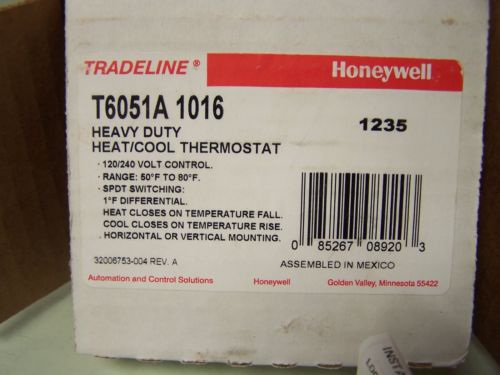 TRADELINE®
Honeywell
T6051A 1016
1235
HEAVY DUTY
HEAT/COOL THERMOSTAT
· 120/240 VOLT CONTROL.
· RANGE: 50°F TO 80°F.
· SPDT SWITCHING:
1°F DIFFERENTIAL.
HEAT CLOSES ON TEMPERATURE FALL.
COOL CLOSES ON TEMPERATURE RISE.
· HORIZONTAL OR VERTICAL MOUNTING.
0 85267 08920 3
32006753-004 REV. A
ASSEMBLED IN MEXICO
Automation and Control Solutions
Honeywell
Golden Valley, Minnesota 55422